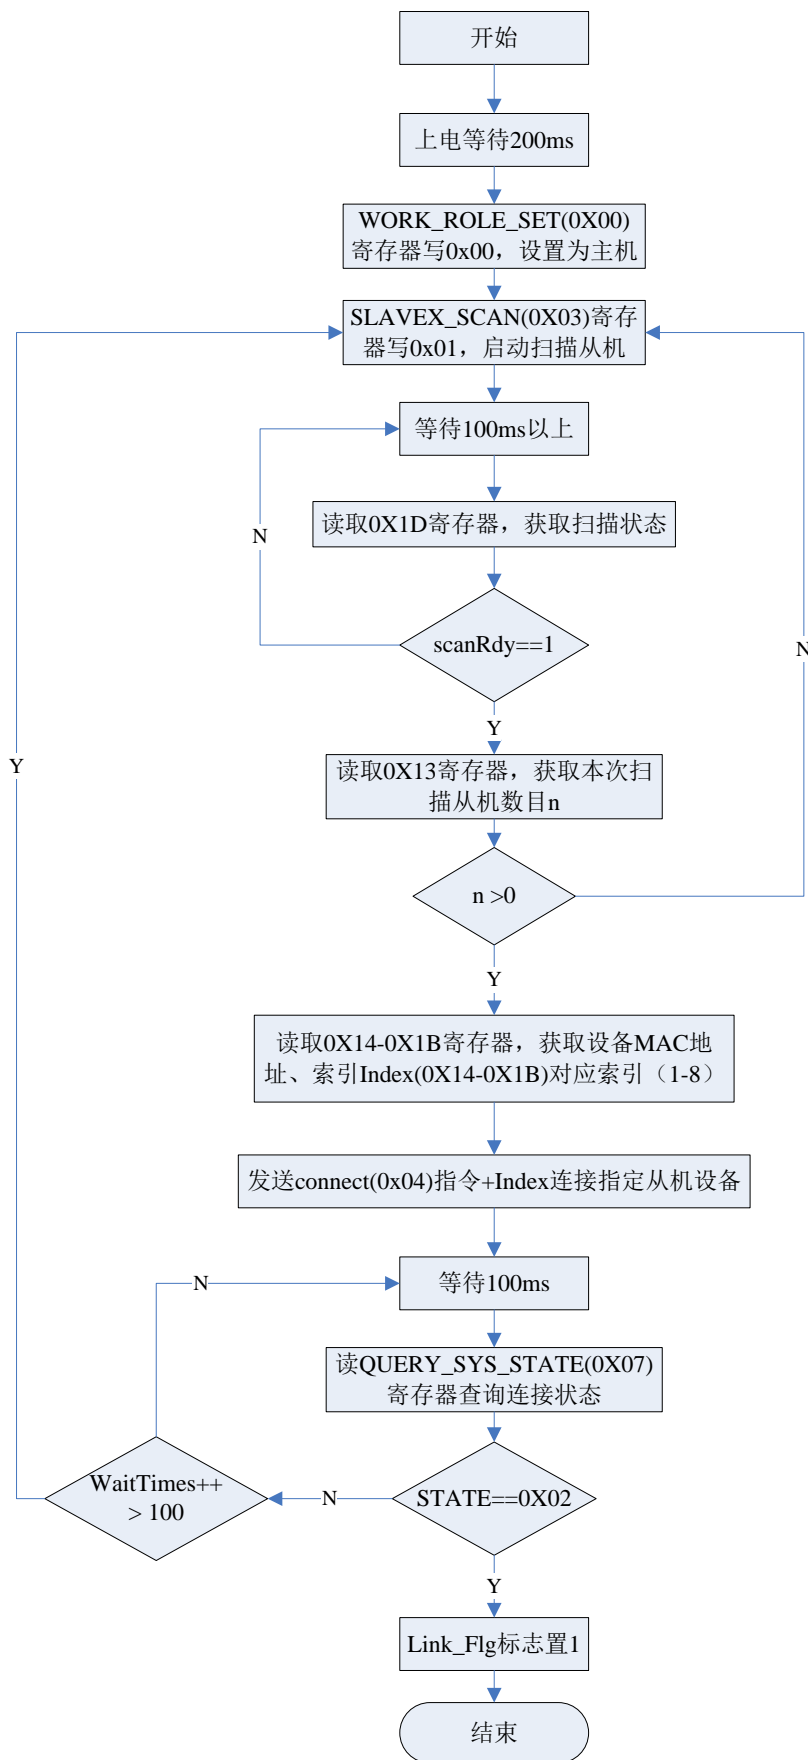 开始
上电等待200ms
WORK_ROLE_SET(0X00)
寄存器写0x00，设置为主机
SLAVEX_SCAN(0X03)寄存
器写0x01，启动扫描从机
等待100ms以上
读取0X1D寄存器，获取扫描状态
N
scanRdy==1
N
Y
Y
读取0X13寄存器，获取本次扫
描从机数目n
n >0
Y
读取0X14-0X1B寄存器，获取设备MAC地
址、索引Index(0X14-0X1B)对应索引（1-8）
发送connect(0x04)指令+Index连接指定从机设备
N
等待100ms
读QUERY_SYS_STATE(0X07)
寄存器查询连接状态
WaitTimes++
> 100
N
STATE==0X02
Y
Link_Flg标志置1
结束